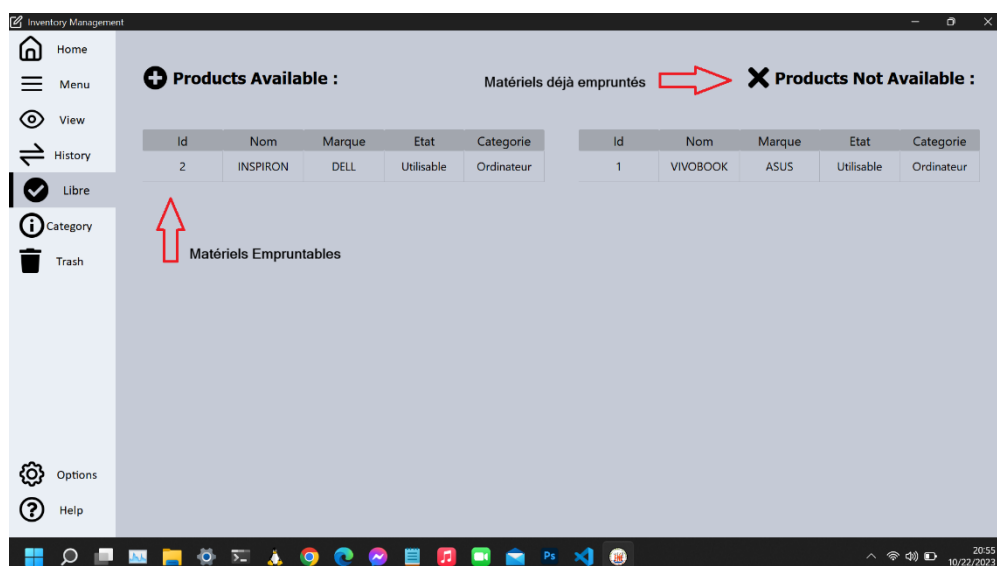 Inventory Management
Home
Menu
View
History
Libre
Category
Trash
Options
Help
Products Available :
Matériels déjà empruntés
Products Not Available :
Id Nom Marque Etat Categorie
2 INSPIRON DELL Utilisable Ordinateur
Id Nom Marque Etat Categorie
1 VIVOBOOK ASUS Utilisable Ordinateur
Matériels Empruntables
Ps
20:55
10/22/2023